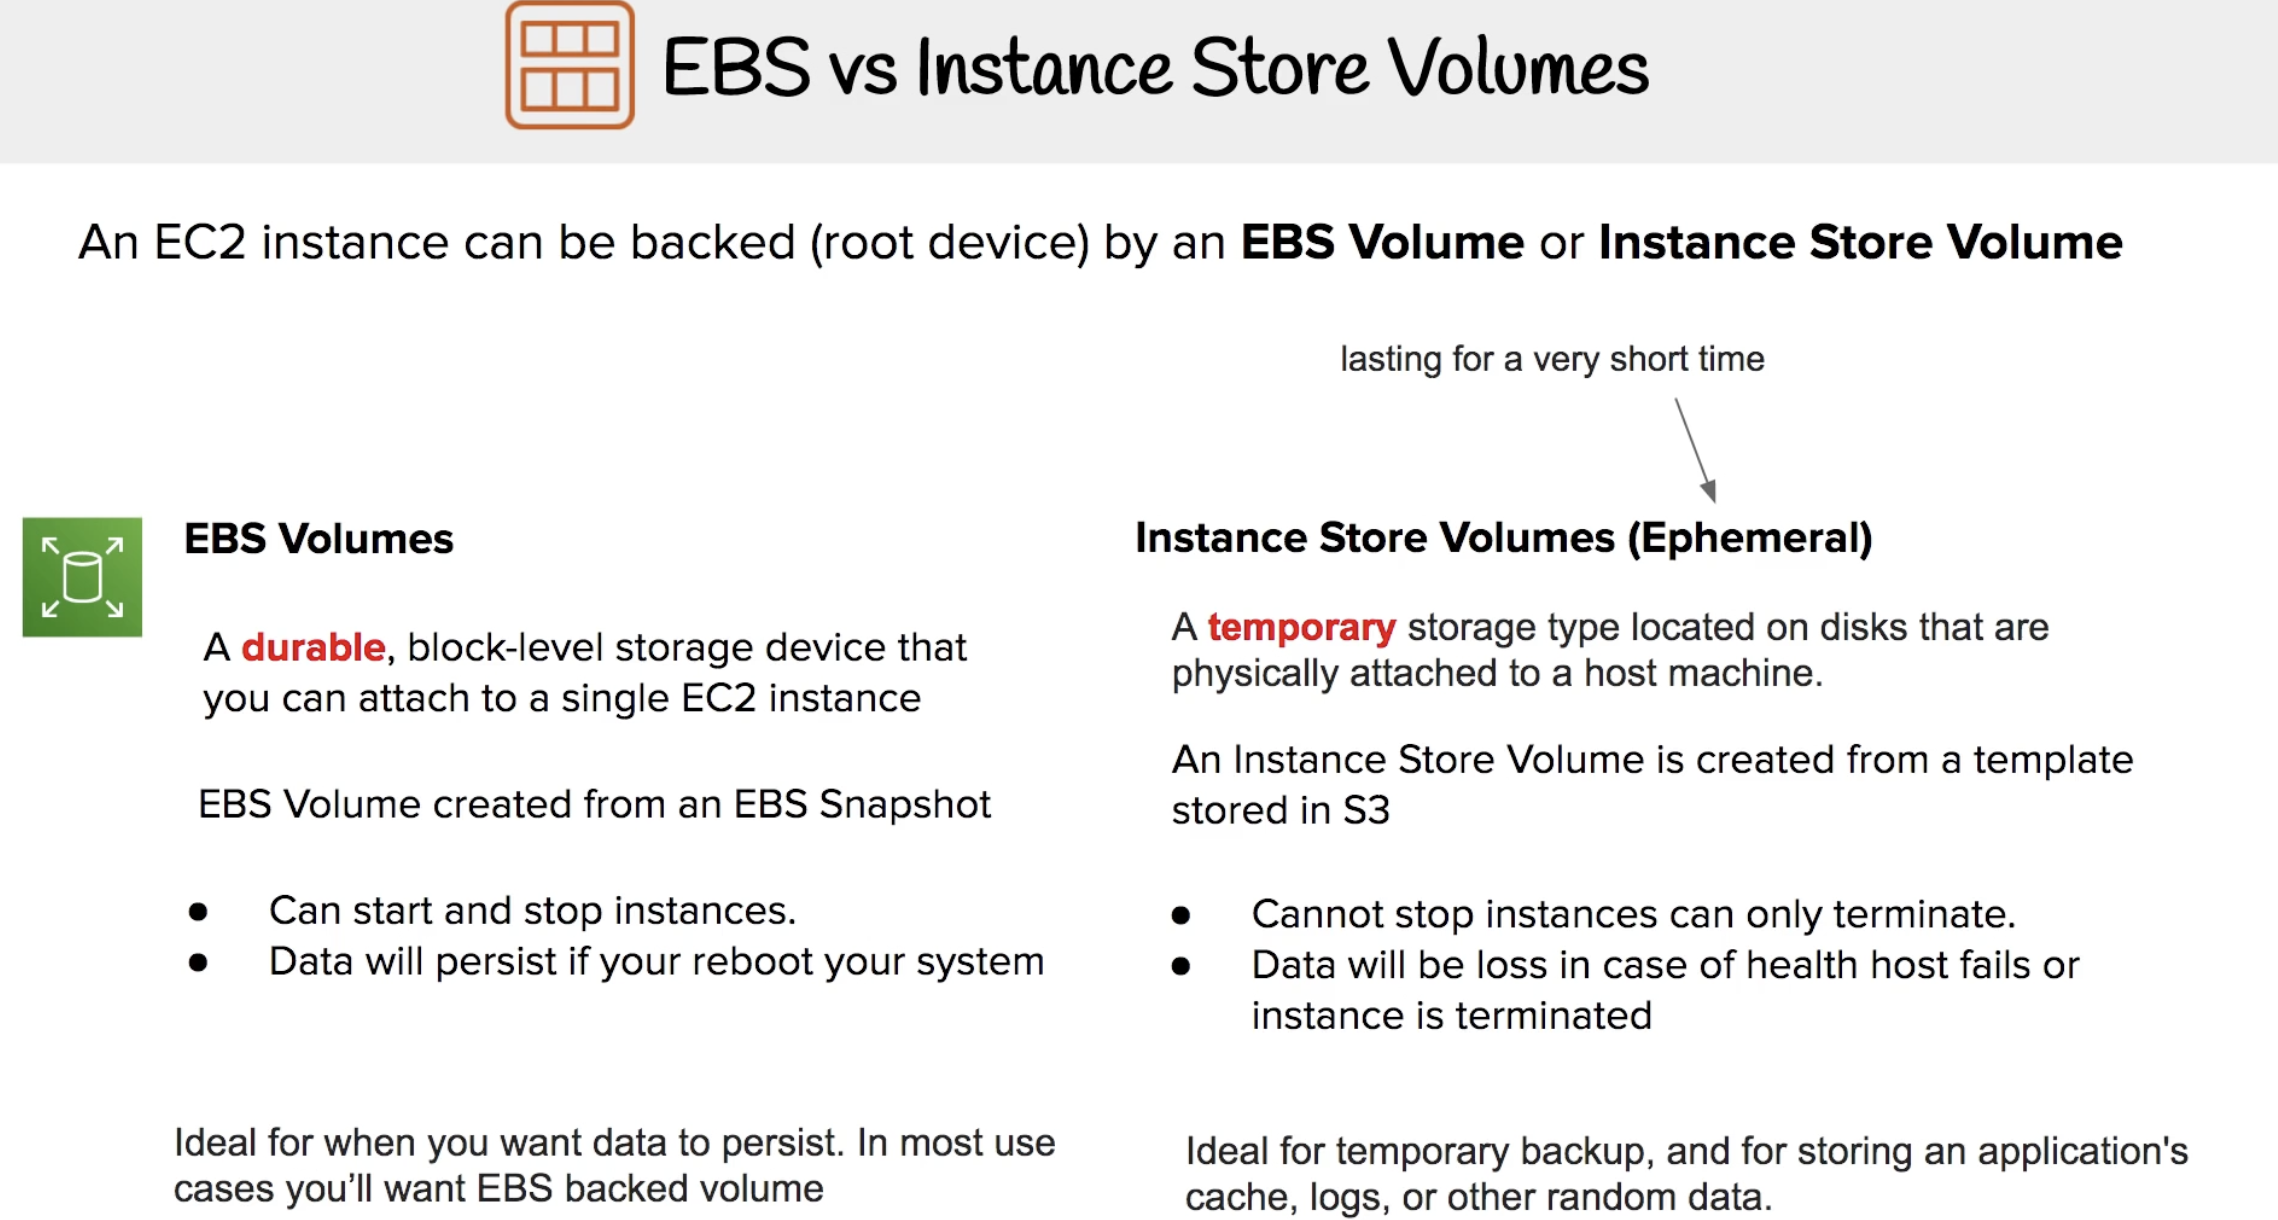 EBS vs Instance Store Volumes
An EC2 instance can be backed (root device) by an EBS Volume or Instance Store Volume
lasting for a very short time
EBS Volumes
A durable, block-level storage device that
you can attach to a single EC2 instance
EBS Volume created from an EBS Snapshot
● Can start and stop instances.
● Data will persist if your reboot your system
Ideal for when you want data to persist. In most use
cases you’ll want EBS backed volume
Instance Store Volumes (Ephemeral)
A temporary storage type located on disks that are
physically attached to a host machine.
An Instance Store Volume is created from a template
stored in S3
● Cannot stop instances can only terminate.
● Data will be loss in case of health host fails or
instance is terminated
Ideal for temporary backup, and for storing an application's
cache, logs, or other random data.